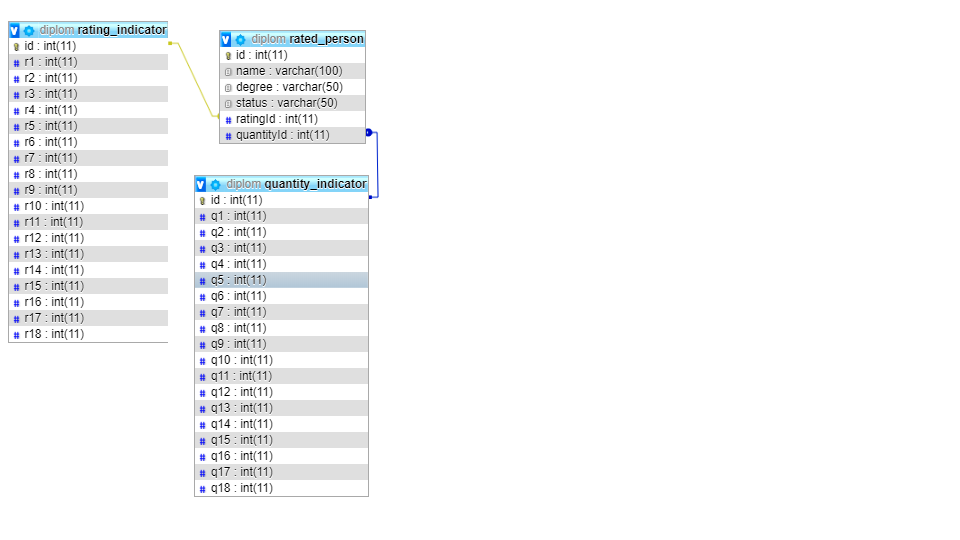 diplom rating_indicator
id : int(11)
r1 : int(11)
r2 : int(11)
r3 : int(11)
r4 : int(11)
r5 : int(11)
r6 : int(11)
r7 : int(11)
r8 : int(11)
r9 : int(11)
r10 : int(11)
r11 : int(11)
r12 : int(11)
r13 : int(11)
r14 : int(11)
r15 : int(11)
r16 : int(11)
r17 : int(11)
r18 : int(11)
diplom rated_person
id : int(11)
name : varchar(100)
degree : varchar(50)
status : varchar(50)
ratingId : int(11)
quantityId : int(11)
diplom quantity_indicator
id : int(11)
q1 : int(11)
q2 : int(11)
q3 : int(11)
q4 : int(11)
q5 : int(11)
q6 : int(11)
q7 : int(11)
q8 : int(11)
q9 : int(11)
q10 : int(11)
q11 : int(11)
q12 : int(11)
q13 : int(11)
q14 : int(11)
q15 : int(11)
q16 : int(11)
q17 : int(11)
q18 : int(11)